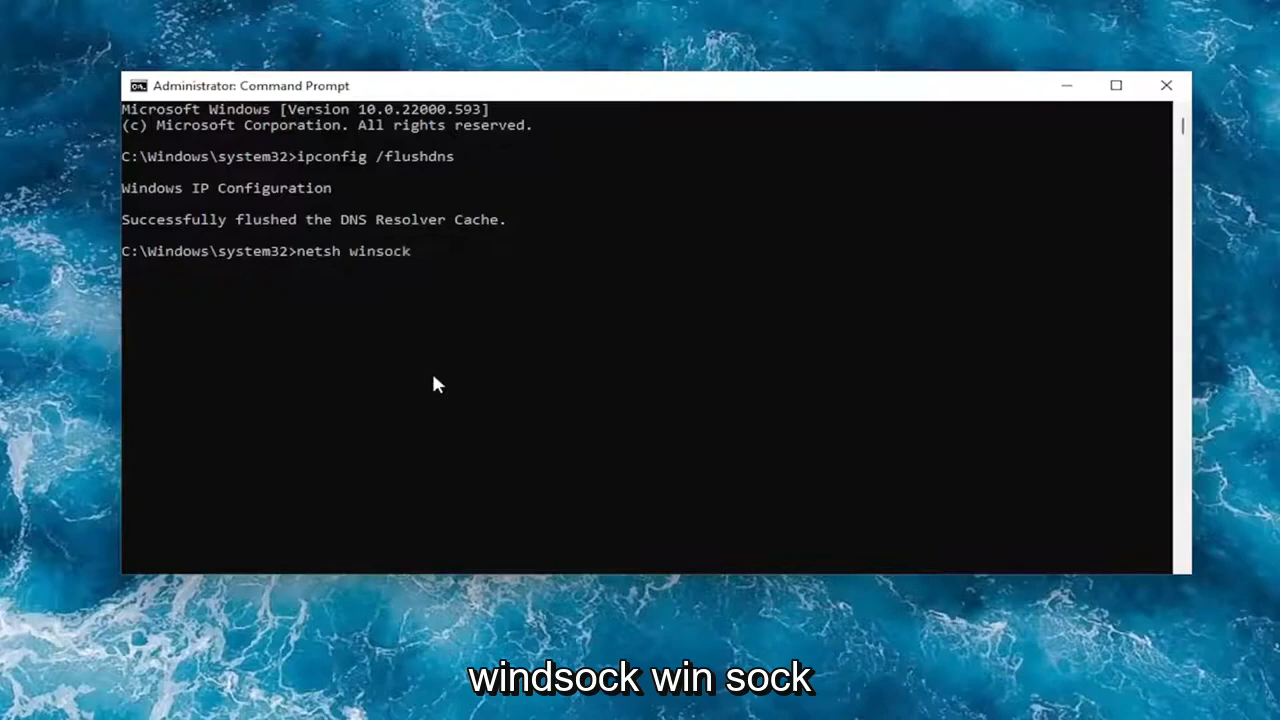 Administrator: Command Prompt
Microsoft Windows [Version 10.0.22000.593]
(c) Microsoft Corporation. All rights reserved.
C:\Windows\system32>ipconfig /flushdns
Windows IP Configuration
Successfully flushed the DNS Resolver Cache.
C:\Windows\system32>netsh winsock
windsock win sock